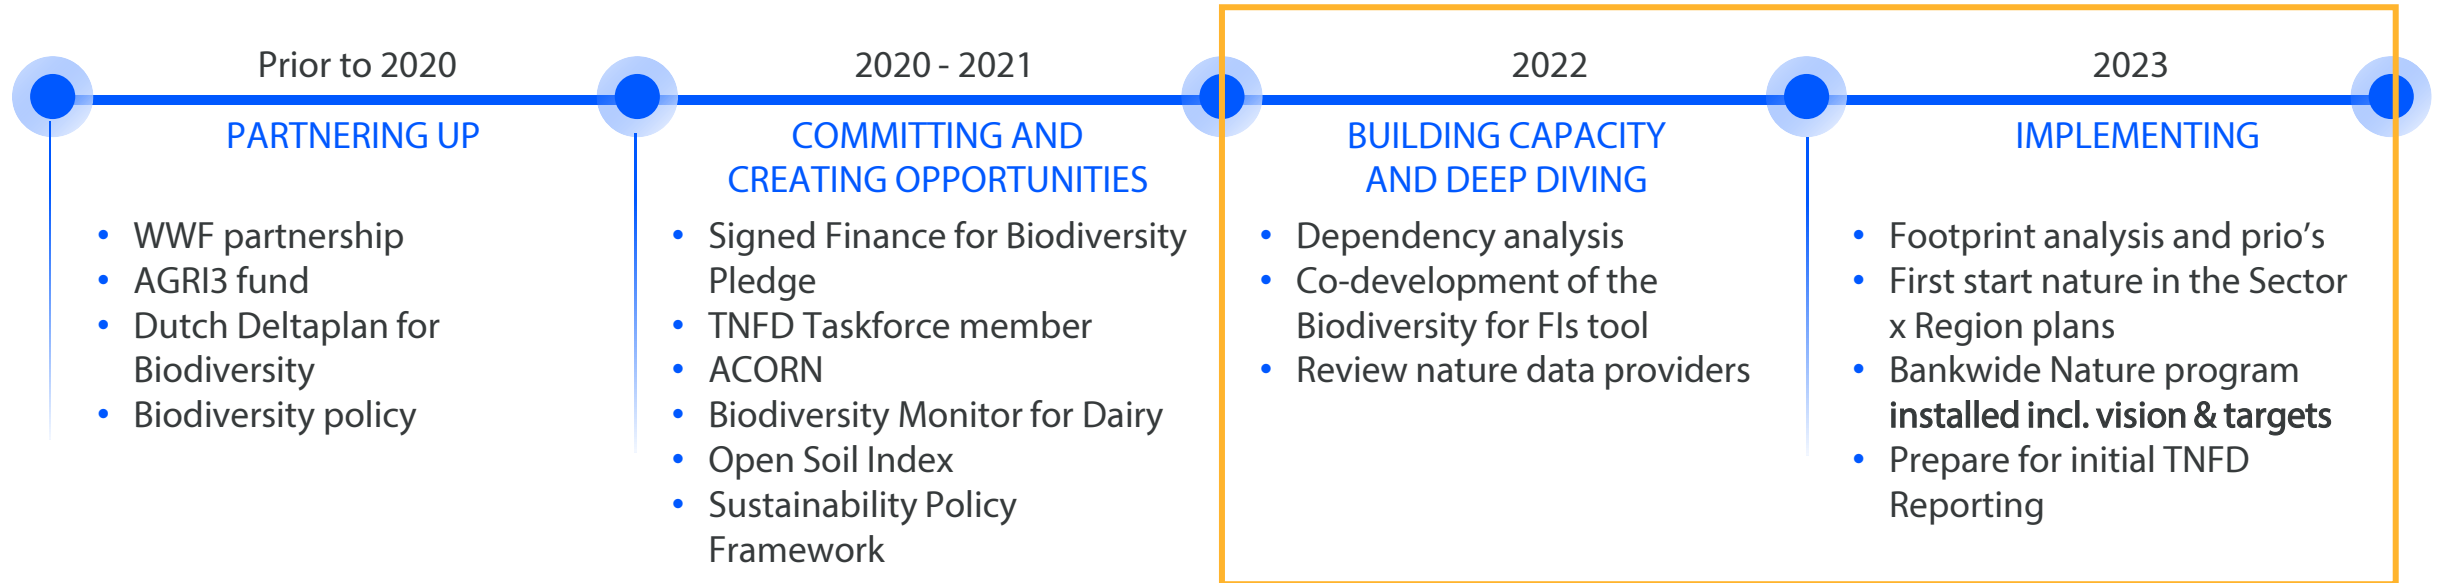 Prior to 2020
PARTNERING UP
• WWF partnership
• AGRI3 fund
• Dutch Deltaplan for
Biodiversity
• Biodiversity policy
2020 - 2021
COMMITTING AND
CREATING OPPORTUNITIES
• Signed Finance for Biodiversity
Pledge
• TNFD Taskforce member
• ACORN
• Biodiversity Monitor for Dairy
• Open Soil Index
• Sustainability Policy
Framework
2022
BUILDING CAPACITY
AND DEEP DIVING
• Dependency analysis
• Co-development of the
Biodiversity for FIs tool
• Review nature data providers
2023
IMPLEMENTING
• Footprint analysis and prio’s
• First start nature in the Sector
x Region plans
• Bankwide Nature program
installed incl. vision & targets
• Prepare for initial TNFD
Reporting